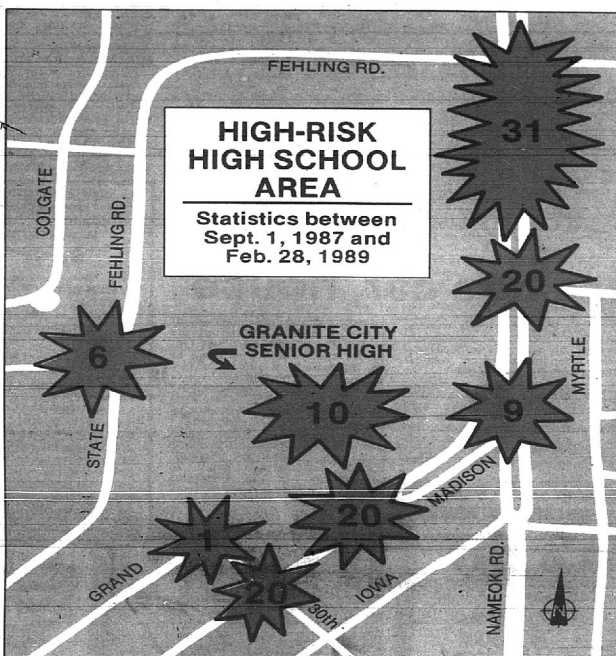 FEHLING RD.
31
HIGH-RISK
HIGH SCHOOL
AREA
Statistics between
Sept. 1, 1987 and
Feb. 28, 1989
COLGATE
FEHLING RD.
20
GRANITE CITY
SENIOR HIGH
MYRTLE
6
10
9
STATE
MADISON
20
1
GRAND
20
30th
IOWA
NAMEOKI RD.
N